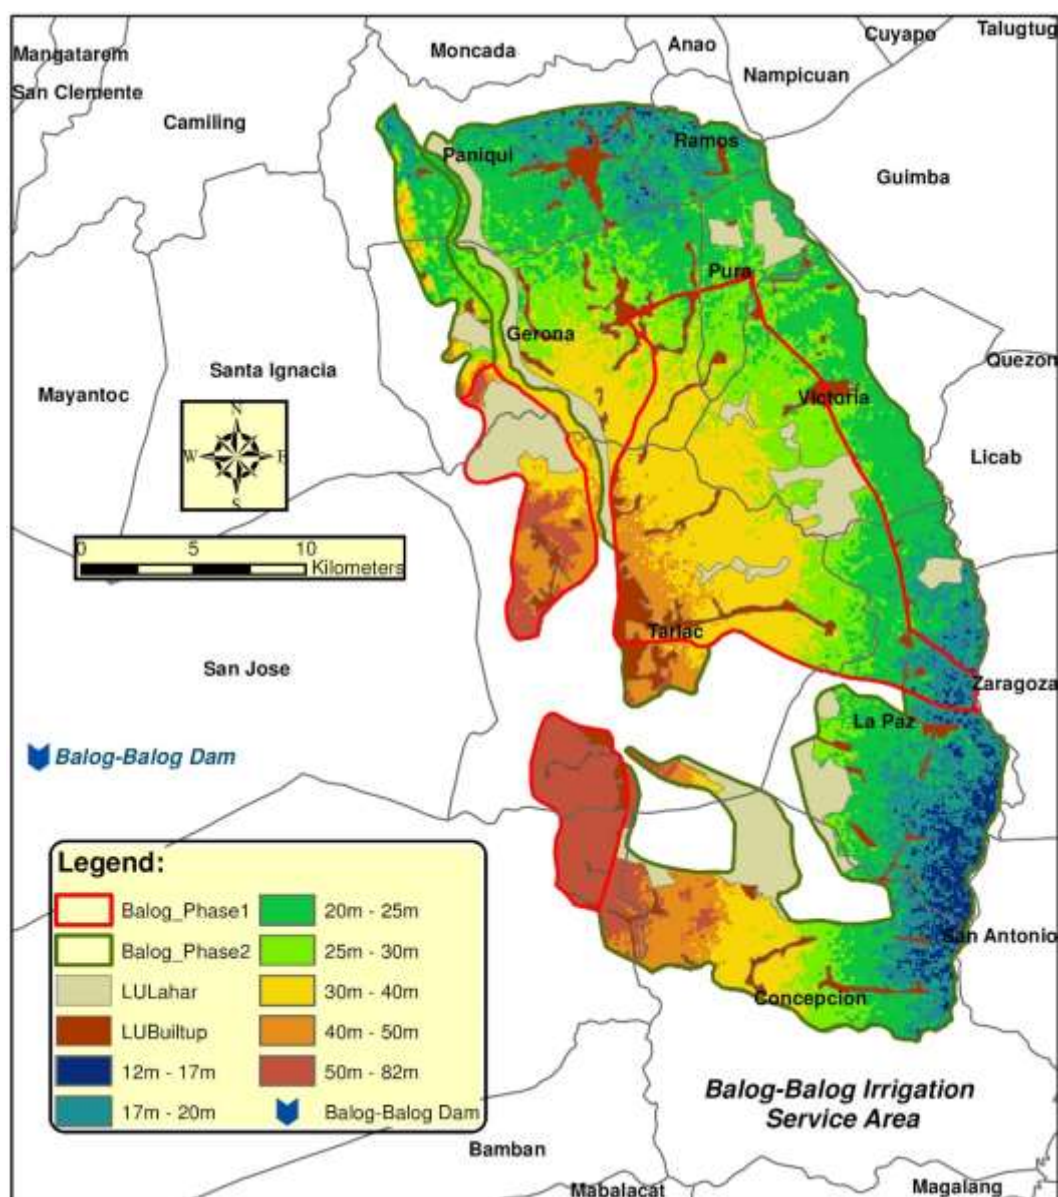 Talugtug
Cuyapo
Anao
Moncada
Mangatarem
Nampicuan
San Clemente
Camiling
Ramos
Paniqui
Guimba
Pura
Gerona
Quezon
Santa Ignacia
Mayantoc
Victoria
N
W E
S
Licab
0 5 10
Kilometers
Tarlac
San Jose
Zaragoza
La Paz
Balog-Balog Dam
Legend:
Balog_Phase1
Balog_Phase2
LULahar
LUBuiltup
12m - 17m
17m - 20m
20m - 25m
25m - 30m
30m - 40m
40m - 50m
50m - 82m
Balog-Balog Dam
San Antonio
Concepcion
Balog-Balog Irrigation
Service Area
Bamban
Mabalacat
Magalang